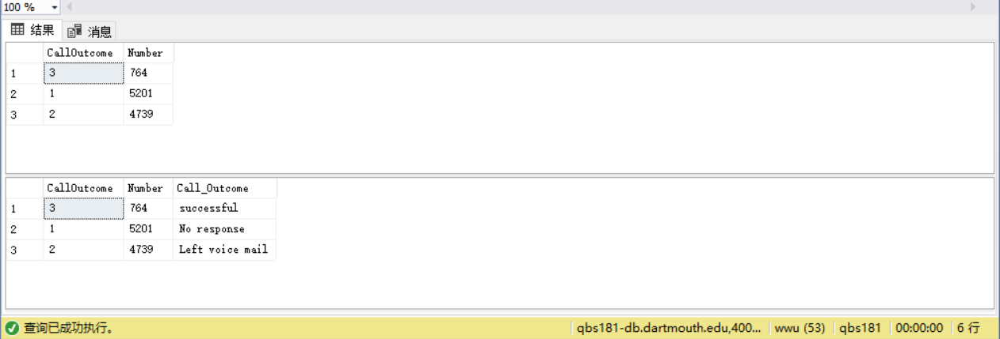 100 %
结果 消息
CallOutcome Number
1 3 764
2 1 5201
3 2 4739
CallOutcome Number Call_Outcome
1 3 764 successful
2 1 5201 No response
3 2 4739 Left voice mail
查询已成功执行。 qbs181-db.dartmouth.edu,400... wwu (53) qbs181 00:00:00 6 行